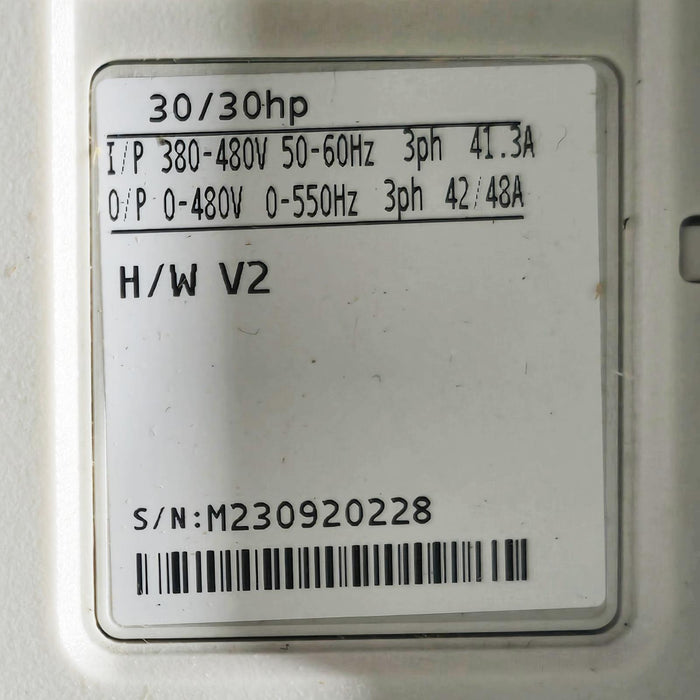 30/30hp
I/P 380-480V 50-60Hz 3ph 41.3A
O/P 0-480V 0-550Hz 3ph 42/48A
H/W V2
S/N:M230920228